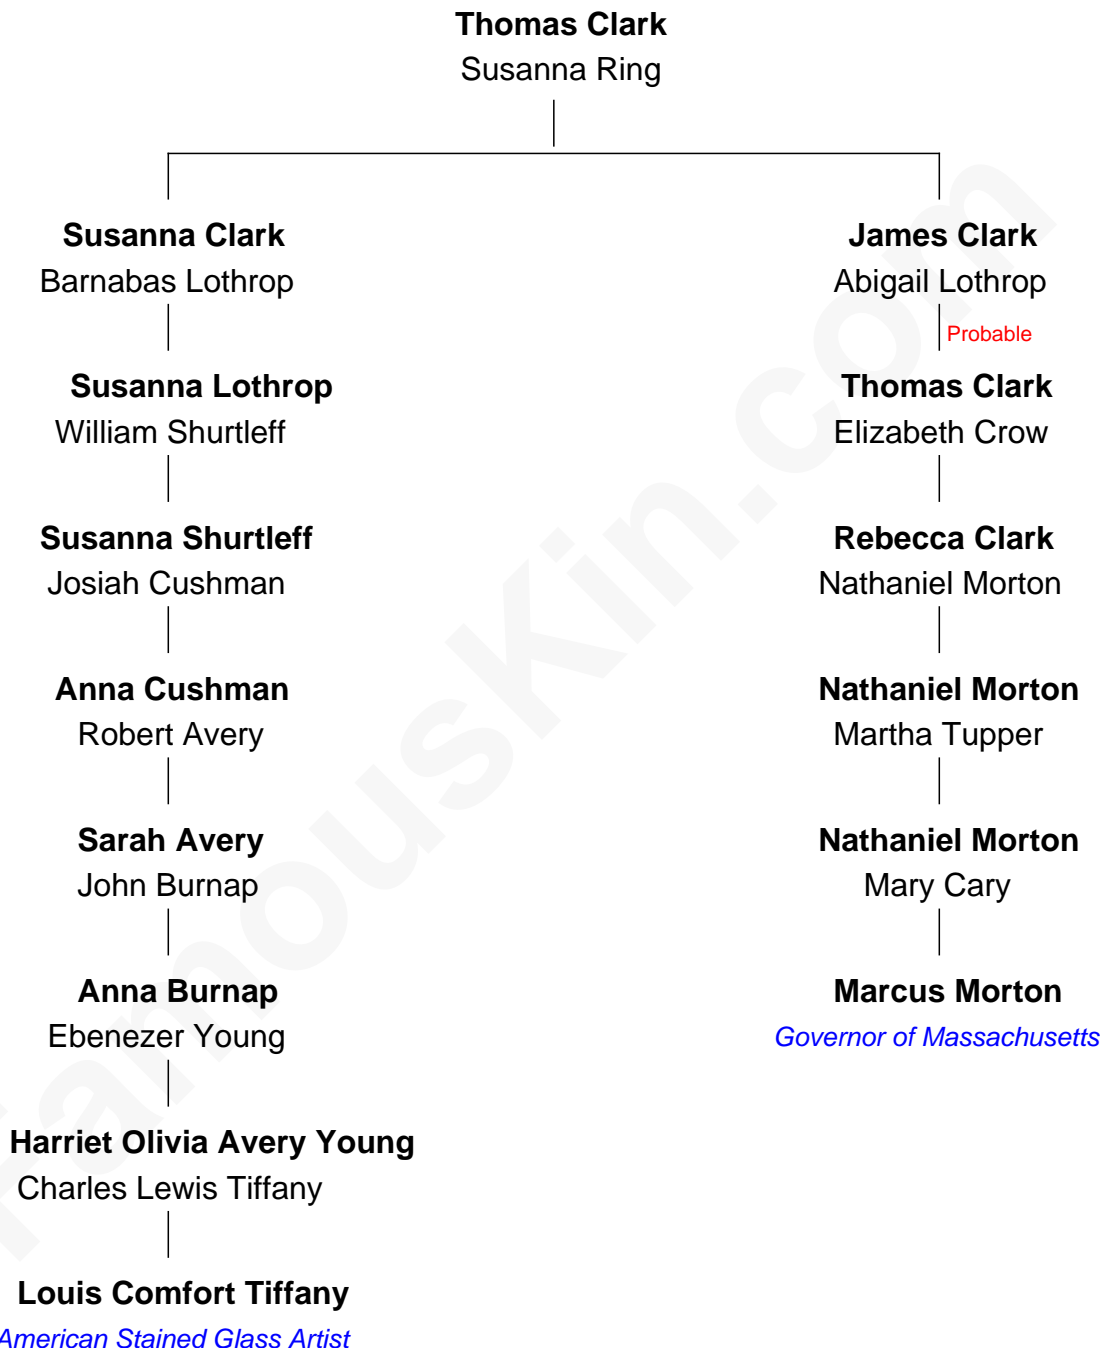 Thomas Clark
Susanna Ring
Susanna Clark
Barnabas Lothrop
James Clark
Abigail Lothrop
Probable
Susanna Lothrop
William Shurtleff
Thomas Clark
Elizabeth Crow
Susanna Shurtleff
Josiah Cushman
Rebecca Clark
Nathaniel Morton
Anna Cushman
Robert Avery
Nathaniel Morton
Martha Tupper
Sarah Avery
John Burnap
Nathaniel Morton
Mary Cary
Anna Burnap
Ebenezer Young
Marcus Morton
Governor of Massachusetts
Harriet Olivia Avery Young
Charles Lewis Tiffany
Louis Comfort Tiffany
American Stained Glass Artist
FamousKin.com